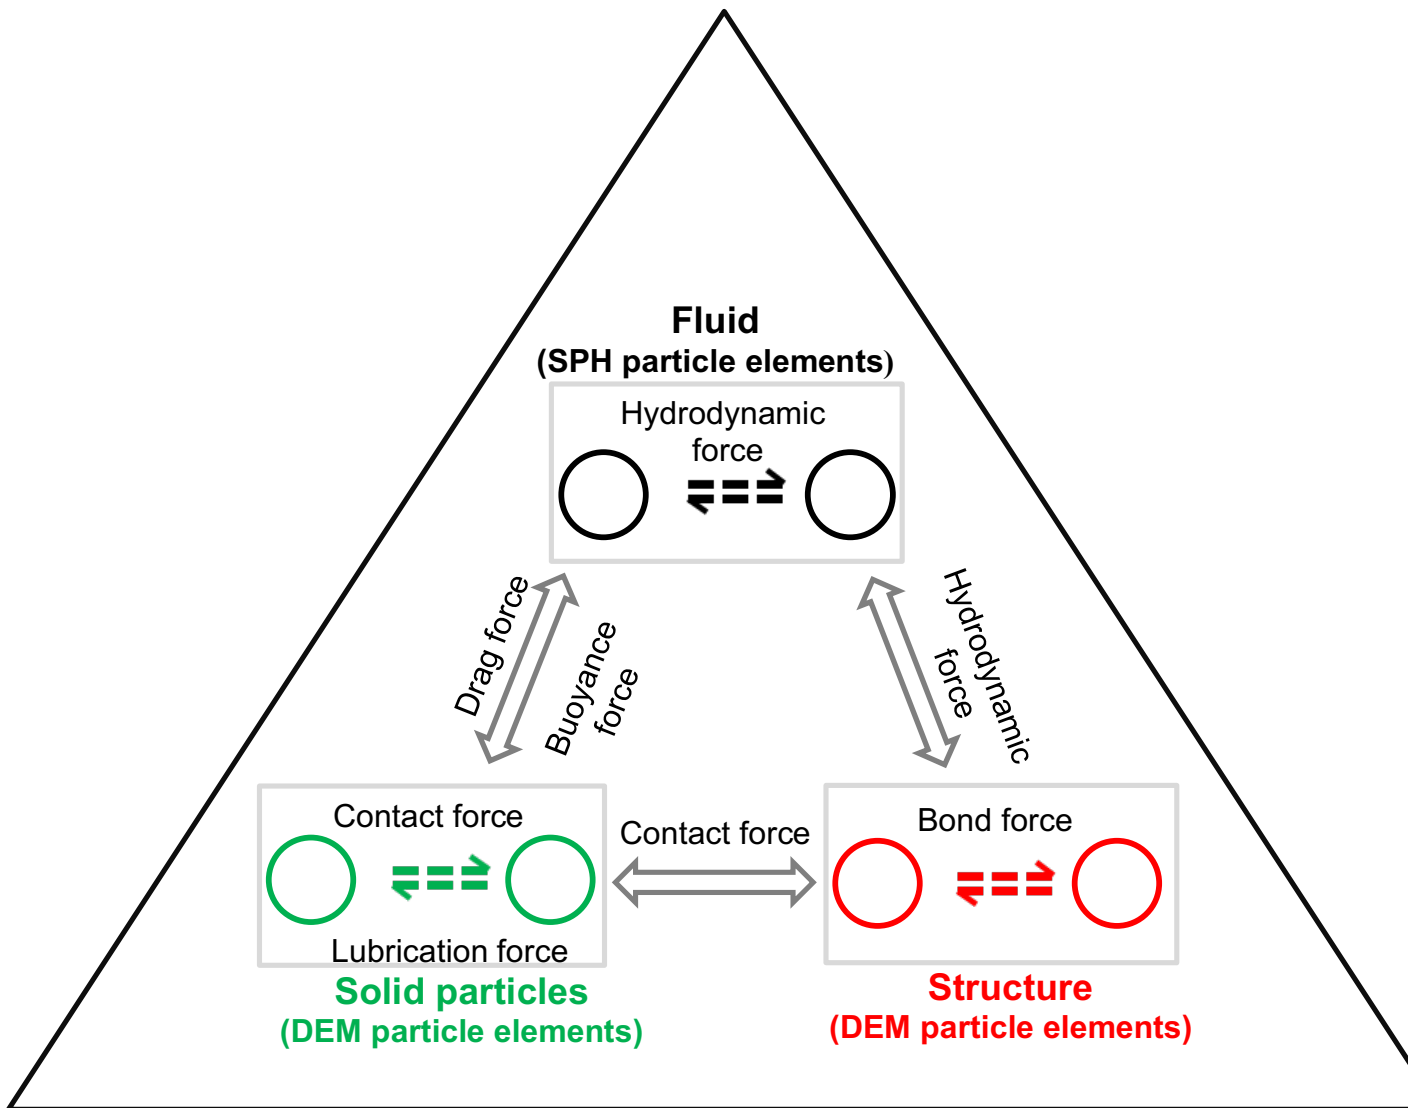 Fluid
(SPH particle elements)
Hydrodynamic
force
Drag force
Buoyance
force
Hydrodynamic
force
Contact force
Lubrication force
Solid particles
(DEM particle elements)
Contact force
Bond force
Structure
(DEM particle elements)